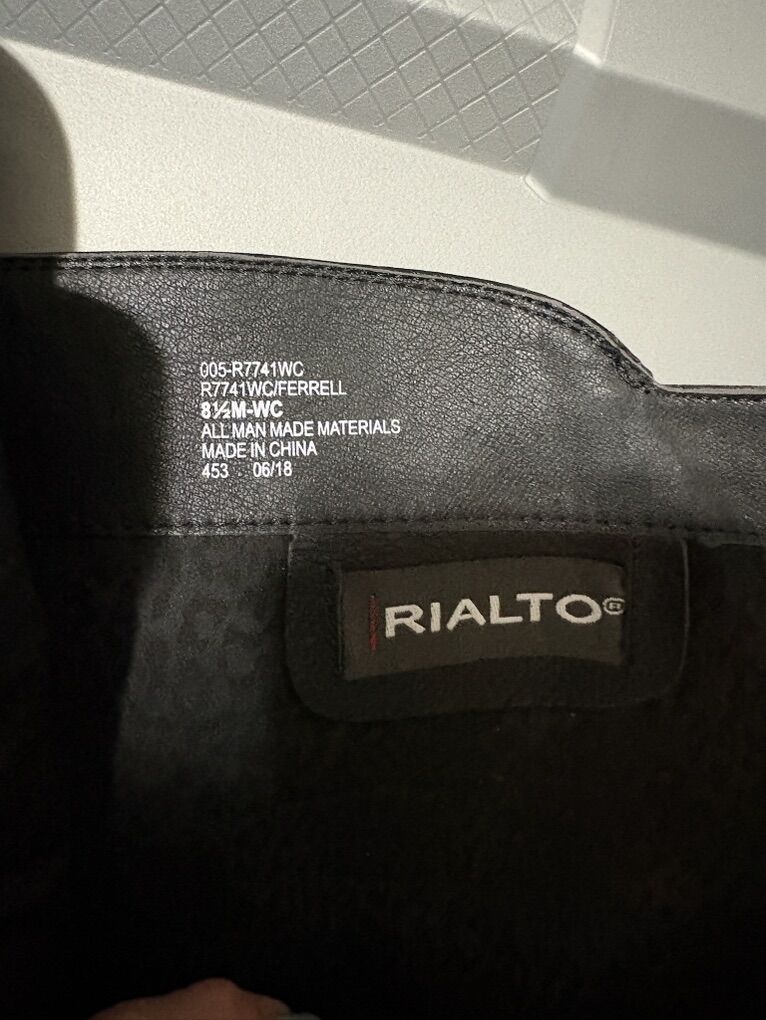 005-R7741WC
R7741WC/FERRELL
8½M-WC
ALL MAN MADE MATERIALS
MADE IN CHINA
453 06/18
RIALTO®